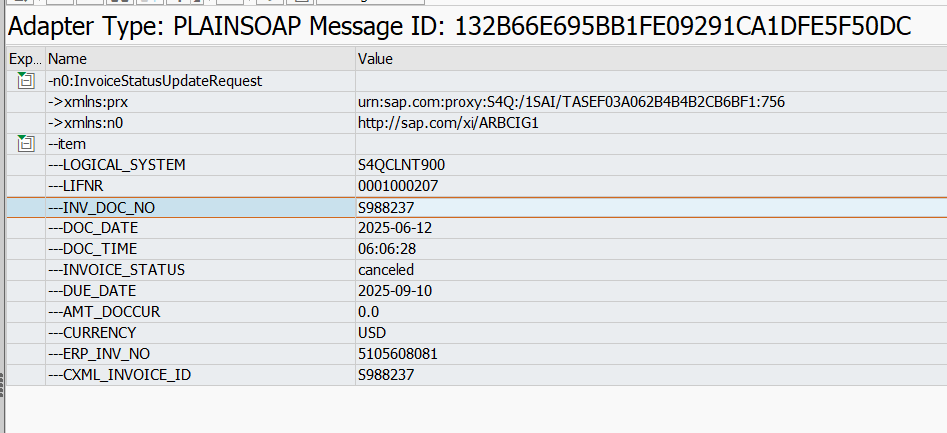 Adapter Type: PLAINSOAP Message ID: 132B66E695BB1FE09291CA1DFE5F50DC
Exp... Name Value
-n0:InvoiceStatusUpdateRequest
->xmlns:prx urn:sap.com:proxy:S4Q:/1SAI/TASEF03A062B4B4B2CB6BF1:756
->xmlns:n0 http://sap.com/xi/ARBCIG1
--item
---LOGICAL_SYSTEM S4QCLNT900
---LIFNR 0001000207
---INV_DOC_NO S988237
---DOC_DATE 2025-06-12
---DOC_TIME 06:06:28
---INVOICE_STATUS canceled
---DUE_DATE 2025-09-10
---AMT_DOCCUR 0.0
---CURRENCY USD
---ERP_INV_NO 5105608081
---CXML_INVOICE_ID S988237